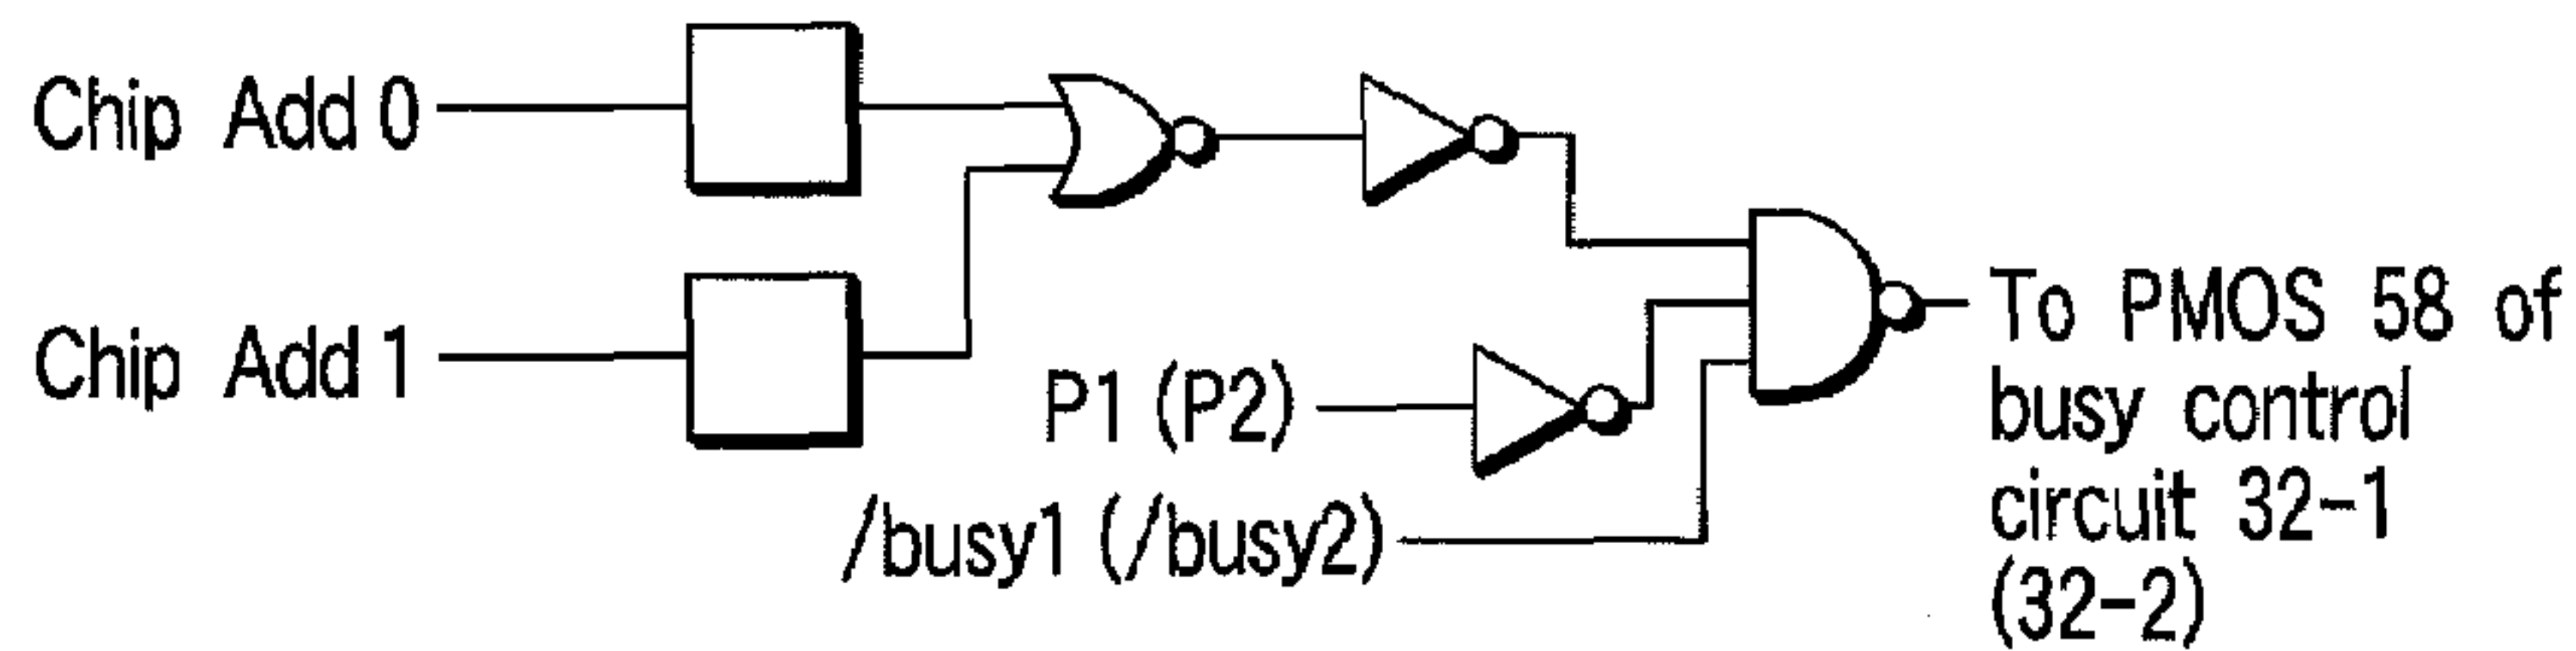 Chip Add 0
Chip Add 1
P1 (P2)
/busy1 (/busy2)
To PMOS 58 of
busy control
circuit 32-1
(32-2)